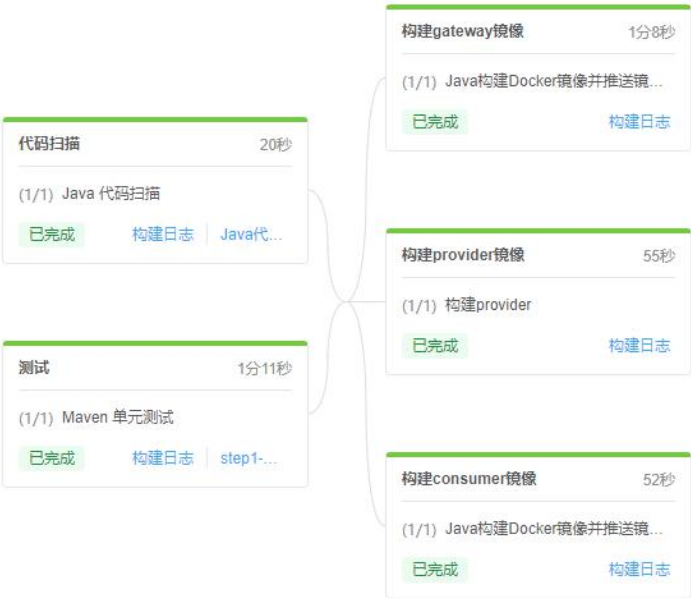 代码扫描 20秒
(1/1) Java 代码扫描
已完成 构建日志 Java代...
测试 1分11秒
(1/1) Maven 单元测试
已完成 构建日志 step1-...
构建gateway镜像 1分8秒
(1/1) Java构建Docker镜像并推送镜...
已完成 构建日志
构建provider镜像 55秒
(1/1) 构建provider
已完成 构建日志
构建consumer镜像 52秒
(1/1) Java构建Docker镜像并推送镜...
已完成 构建日志